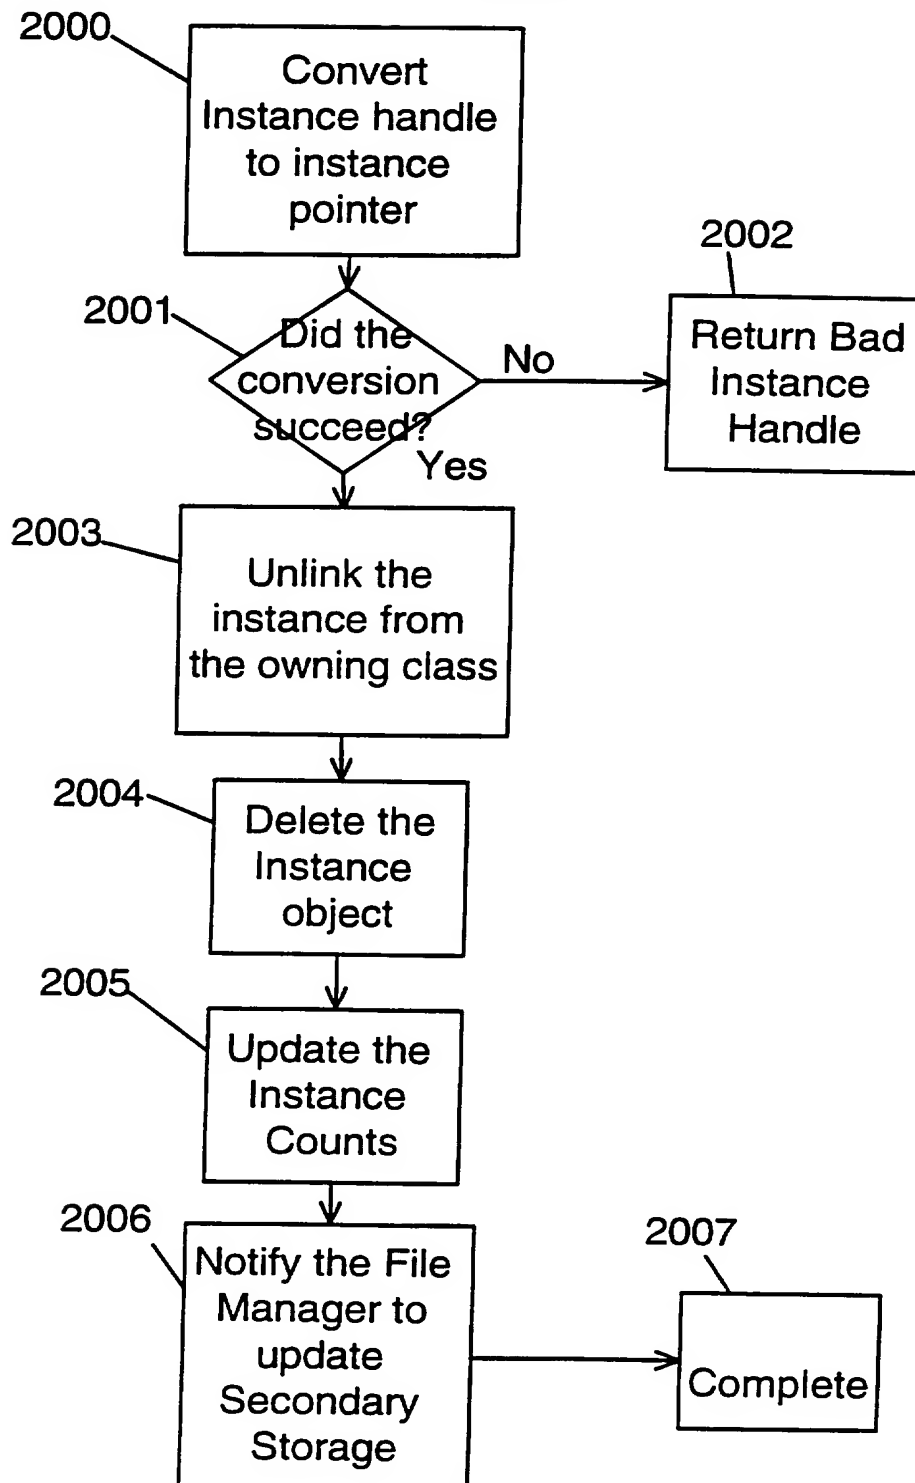 2000
Convert
Instance handle
to instance
pointer
2001
Did the
conversion
succeed?
No
2002
Return Bad
Instance
Handle
Yes
2003
Unlink the
instance from
the owning class
2004
Delete the
Instance
object
2005
Update the
Instance
Counts
2006
Notify the File
Manager to
update
Secondary
Storage
2007
Complete